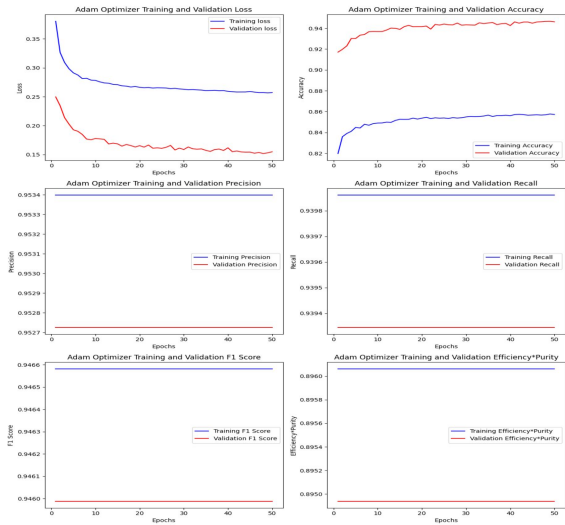 Adam Optimizer Training and Validation Loss
Training loss
Validation loss
0.35
0.30
0.25
0.20
0.15
Loss
0
10
20
30
40
50
Epochs
Adam Optimizer Training and Validation Accuracy
0.94
0.92
0.90
0.88
0.86
0.84
0.82
Accuracy
Training Accuracy
Validation Accuracy
0
10
20
30
40
50
Epochs
Adam Optimizer Training and Validation Precision
0.9534
0.9533
0.9532
0.9531
0.9530
0.9529
0.9528
0.9527
Precision
Training Precision
Validation Precision
0
10
20
30
40
50
Epochs
Adam Optimizer Training and Validation Recall
0.9398
0.9397
0.9396
0.9395
0.9394
Recall
Training Recall
Validation Recall
0
10
20
30
40
50
Epochs
Adam Optimizer Training and Validation F1 Score
0.9466
0.9465
0.9464
0.9463
0.9462
0.9461
0.9460
F1 Score
Training F1 Score
Validation F1 Score
0
10
20
30
40
50
Epochs
Adam Optimizer Training and Validation Efficiency*Purity
0.8960
0.8958
0.8956
0.8954
0.8952
0.8950
Efficiency*Purity
Training Efficiency*Purity
Validation Efficiency*Purity
0
10
20
30
40
50
Epochs